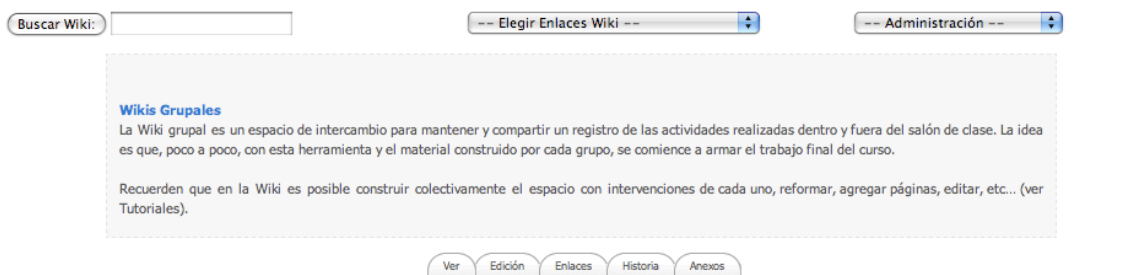 Buscar Wiki:
-- Elegir Enlaces Wiki --
-- Administración --
Wikis Grupales
La Wiki grupal es un espacio de intercambio para mantener y compartir un registro de las actividades realizadas dentro y fuera del salón de clase. La idea
es que, poco a poco, con esta herramienta y el material construido por cada grupo, se comience a armar el trabajo final del curso.
Recuerden que en la Wiki es posible construir colectivamente el espacio con intervenciones de cada uno, reformar, agregar páginas, editar, etc... (ver
Tutoriales).
Ver Edición Enlaces Historia Anexos